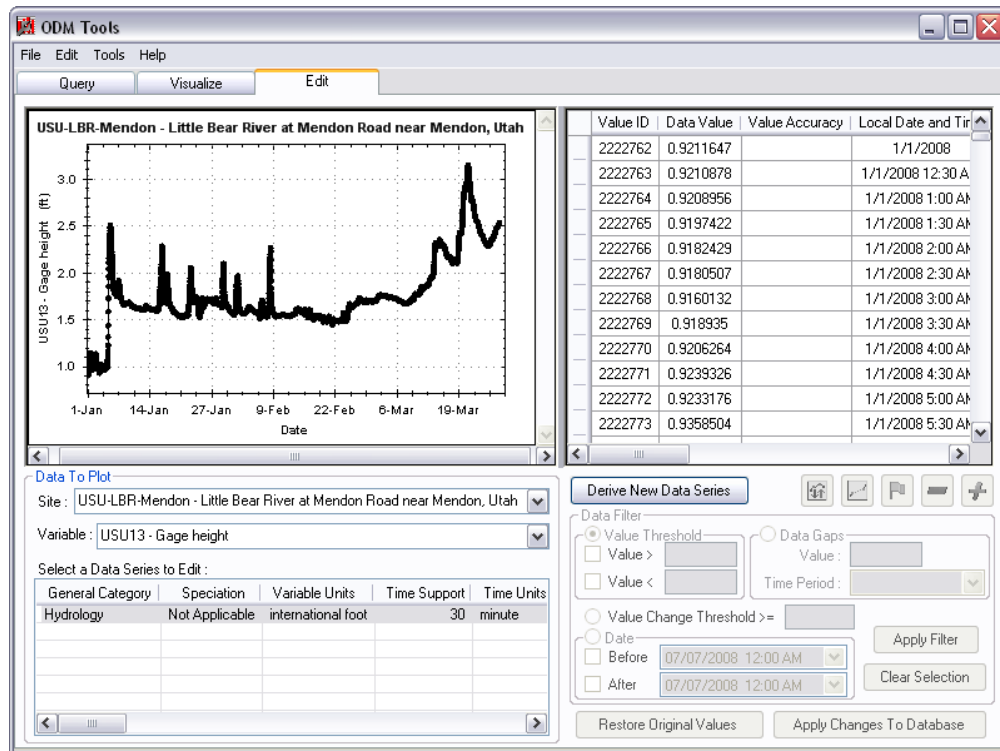 ODM Tools
File Edit Tools Help
Query Visualize Edit
USU-LBR-Mendon - Little Bear River at Mendon Road near Mendon, Utah
USU13 - Gage height (ft)
3.0
2.5
2.0
1.5
1.0
1-Jan 14-Jan 27-Jan 9-Feb 22-Feb 6-Mar 19-Mar
Date
Value ID Data Value Value Accuracy Local Date and Tim
2222762 0.9211647 1/1/2008
2222763 0.9210878 1/1/2008 12:30 A
2222764 0.9208956 1/1/2008 1:00 AM
2222765 0.9197422 1/1/2008 1:30 AM
2222766 0.9182429 1/1/2008 2:00 AM
2222767 0.9180507 1/1/2008 2:30 AM
2222768 0.9160132 1/1/2008 3:00 AM
2222769 0.918935 1/1/2008 3:30 AM
2222770 0.9206264 1/1/2008 4:00 AM
2222771 0.9239326 1/1/2008 4:30 AM
2222772 0.9233176 1/1/2008 5:00 AM
2222773 0.9358504 1/1/2008 5:30 AM
Data To Plot
Site : USU-LBR-Mendon - Little Bear River at Mendon Road near Mendon, Utah
Variable : USU13 - Gage height
Select a Data Series to Edit :
General Category Speciation Variable Units Time Support Time Units
Hydrology Not Applicable international foot 30 minute
Derive New Data Series
Data Filter
Value Threshold
Value >
Value <
Data Gaps
Value :
Time Period :
Value Change Threshold >=
Date
Before 07/07/2008 12:00 AM
After 07/07/2008 12:00 AM
Apply Filter
Clear Selection
Restore Original Values
Apply Changes To Database